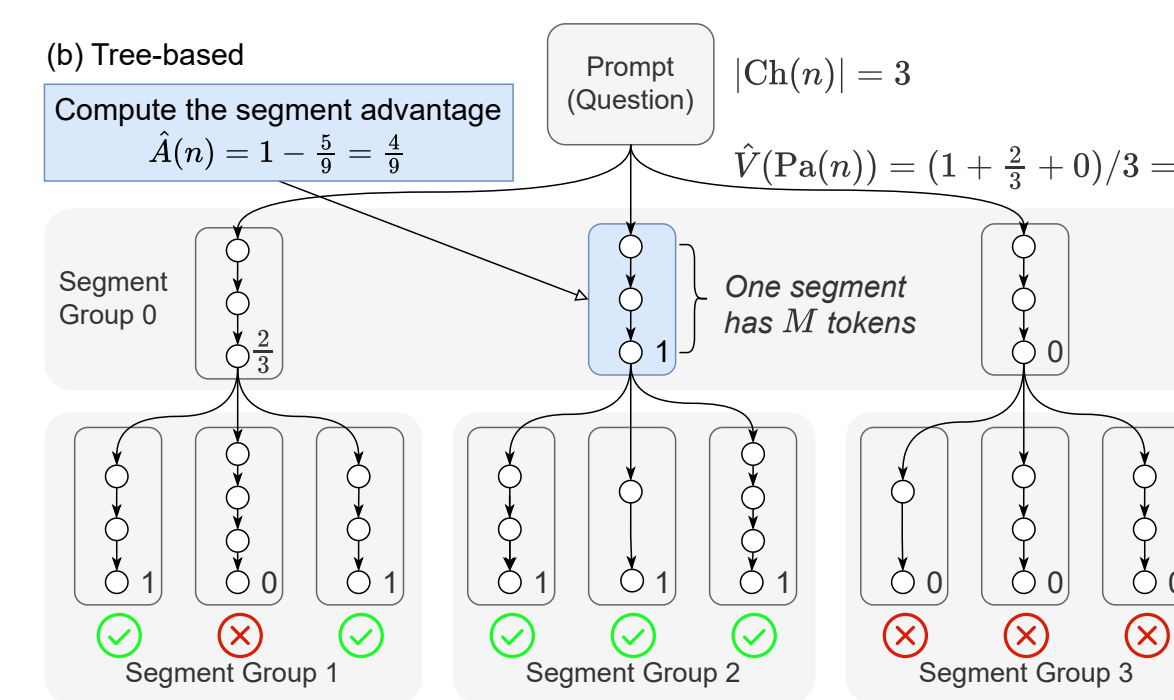 (b) Tree-based
Compute the segment advantage
Â(n) = 1 − 5/9 = 4/9
Prompt
(Question)
|Ch(n)| = 3
V̂(Pa(n)) = (1 + 2/3 + 0)/3 =
Segment
Group 0
2/3
1
One segment
has M tokens
0
1 0 1 1 1 1 0 0 0
Segment Group 1 Segment Group 2 Segment Group 3